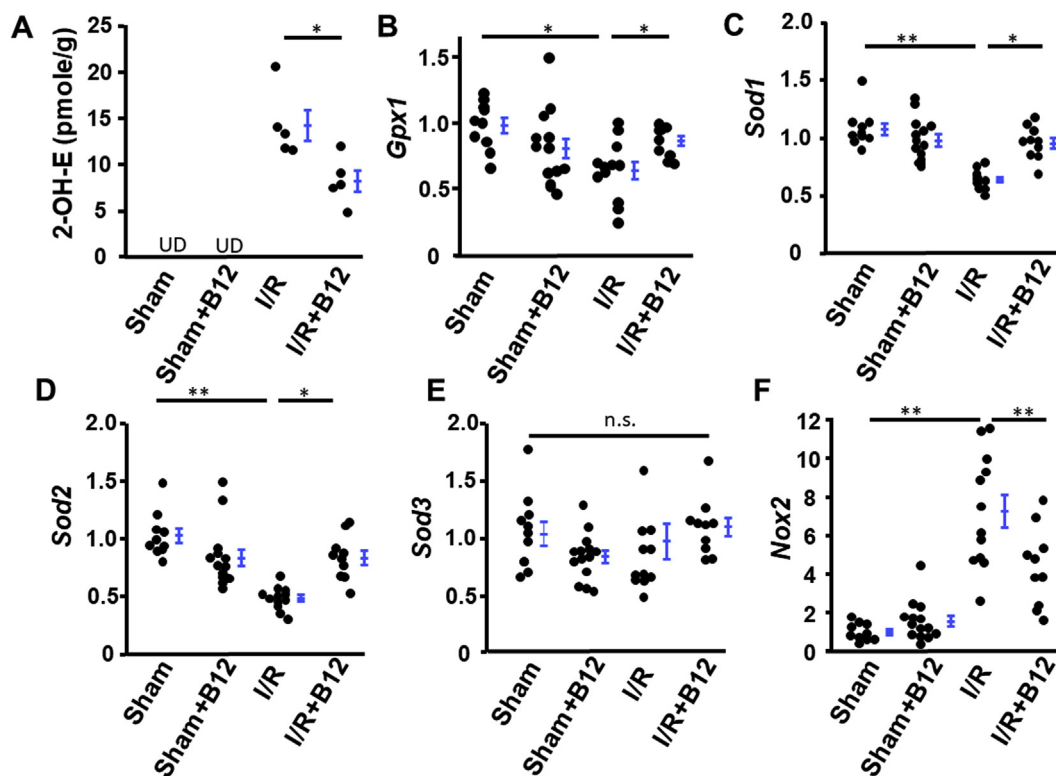 A
2-OH-E (pmole/g)
25
20
15
10
5
0
*
UD
UD
Sham
Sham+B12
I/R
I/R+B12
B
Gpx1
1.5
1.0
0.5
0
*
*
Sham
Sham+B12
I/R
I/R+B12
C
Sod1
2.0
1.5
1.0
0.5
0
**
*
Sham
Sham+B12
I/R
I/R+B12
D
Sod2
2.0
1.5
1.0
0.5
0
**
*
Sham
Sham+B12
I/R
I/R+B12
E
Sod3
2.0
1.5
1.0
0.5
0
n.s.
Sham
Sham+B12
I/R
I/R+B12
F
Nox2
12
10
8
6
4
2
0
**
**
Sham
Sham+B12
I/R
I/R+B12